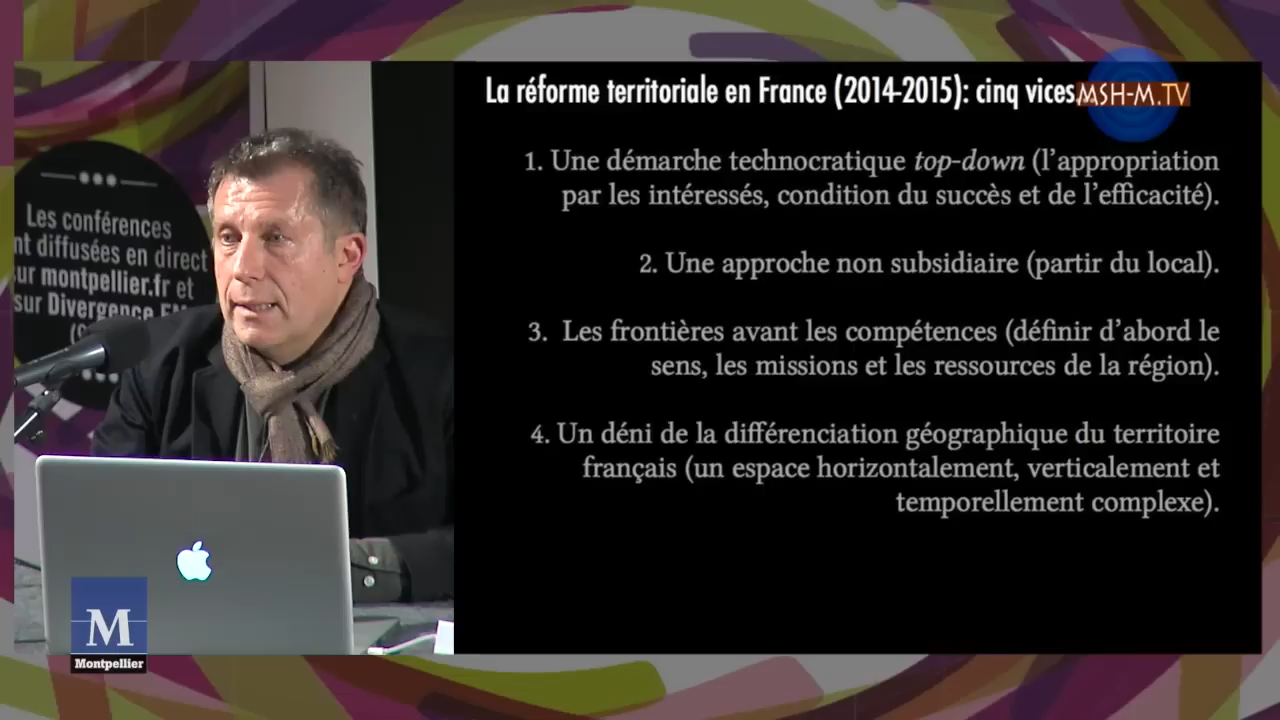 La réforme territoriale en France (2014-2015): cinq vices
MSH-M.TV
1. Une démarche technocratique top-down (l'appropriation
par les intéressés, condition du succès et de l'efficacité).
2. Une approche non subsidiaire (partir du local).
3. Les frontières avant les compétences (définir d'abord le
sens, les missions et les ressources de la région).
4. Un déni de la différenciation géographique du territoire
français (un espace horizontalement, verticalement et
temporellement complexe).
Les conférences
nt diffusées en direct
ur montpellier.fr et
sur Divergence
M
Montpellier